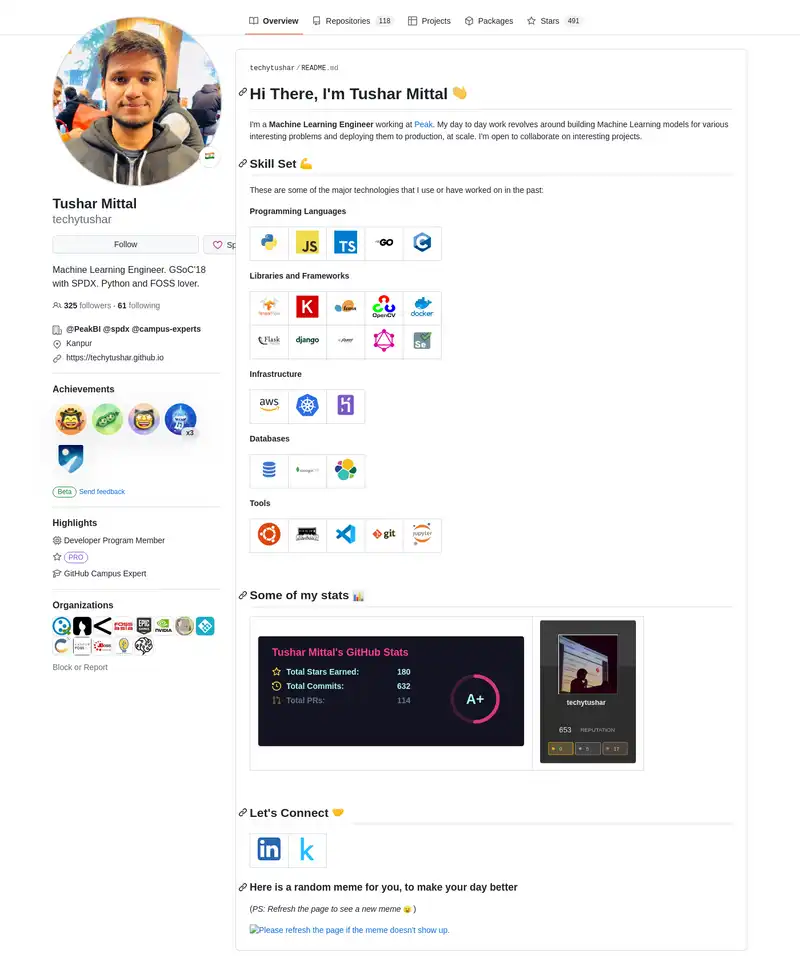 Overview
Repositories 118
Projects
Packages
Stars 491
Tushar Mittal
techytushar
Follow
Sp
Machine Learning Engineer. GSoC'18
with SPDX. Python and FOSS lover.
325 followers · 61 following
@PeakBI @spdx @campus-experts
Kanpur
https://techytushar.github.io
Achievements
x3
Beta Send feedback
Highlights
Developer Program Member
PRO
GitHub Campus Expert
Organizations
FOSS
ASIA
EPIC
NVIDIA
Block or Report
techytushar / README.md
Hi There, I'm Tushar Mittal 👋
I'm a Machine Learning Engineer working at Peak. My day to day work revolves around building Machine Learning models for various
interesting problems and deploying them to production, at scale. I'm open to collaborate on interesting projects.
Skill Set 💪
These are some of the major technologies that I use or have worked on in the past:
Programming Languages
JS
TS
GO
C
Libraries and Frameworks
K
OpenCV
docker
Flask
django
Se
Infrastructure
aws
Databases
Tools
git
jupyter
Some of my stats 📊
Tushar Mittal's GitHub Stats
Total Stars Earned: 180
Total Commits: 632
Total PRs: 114
A+
techytushar
653 REPUTATION
6
5
17
Let's Connect 🤝
in
k
Here is a random meme for you, to make your day better
(PS: Refresh the page to see a new meme 😉 )
Please refresh the page if the meme doesn't show up.